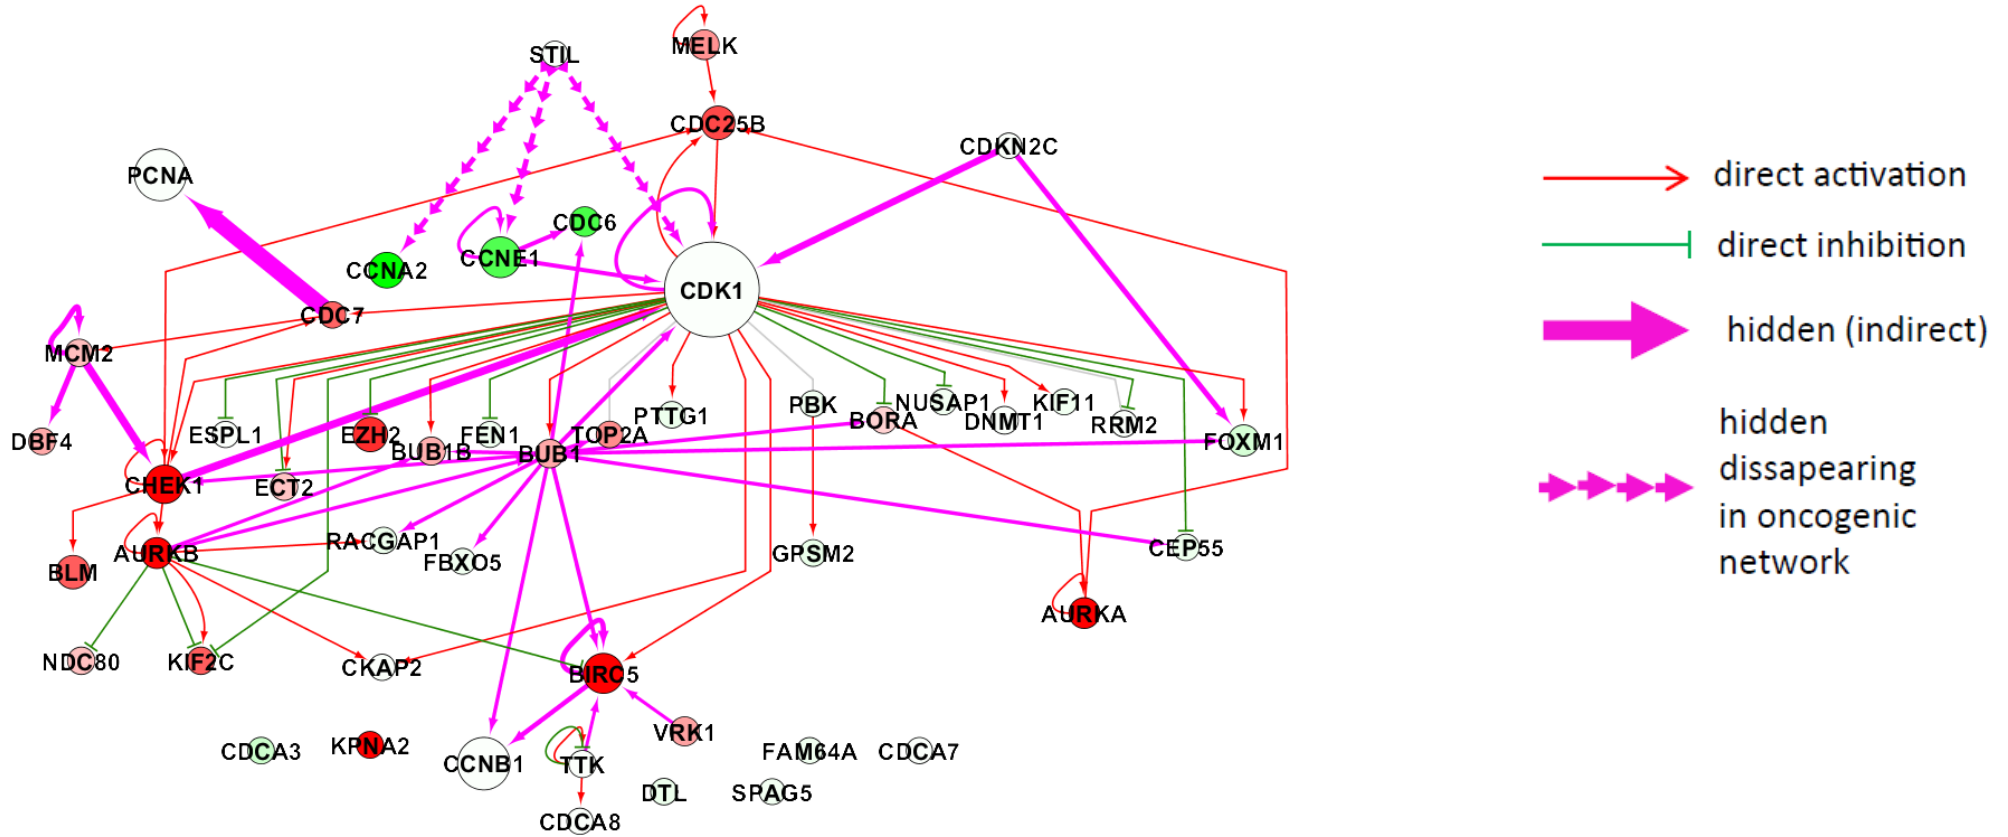 STIL
MELK
CDC25B
CDKN2C
PCNA
CDC6
CCNE1
CCNA2
CDK1
CDC7
MCM2
DBF4
ESPL1
EZH2
BUB1B
FEN1
BUB1
TOP2A
PTTG1
PBK
BORA
NUSAP1
DNMT1
KIF11
RRM2
FOXM1
CHEK1
ECT2
AURKB
BLM
RACGAP1
FBXO5
GPSM2
CEP55
AURKA
NDC80
KIF2C
CKAP2
BIRC5
VRK1
CDCA3
KPNA2
CCNB1
TTK
FAM64A
CDCA7
DTL
SPAG5
CDCA8
direct activation
direct inhibition
hidden (indirect)
hidden
dissapearing
in oncogenic
network